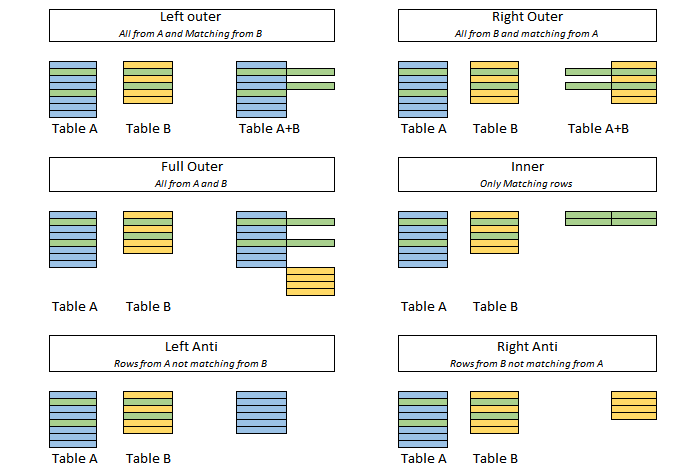 Left outer
All from A and Matching from B
Right Outer
All from B and matching from A
Table A
Table B
Table A+B
Table A
Table B
Table A+B
Full Outer
All from A and B
Inner
Only Matching rows
Table A
Table B
Table A
Table B
Left Anti
Rows from A not matching from B
Right Anti
Rows from B not matching from A
Table A
Table B
Table A
Table B